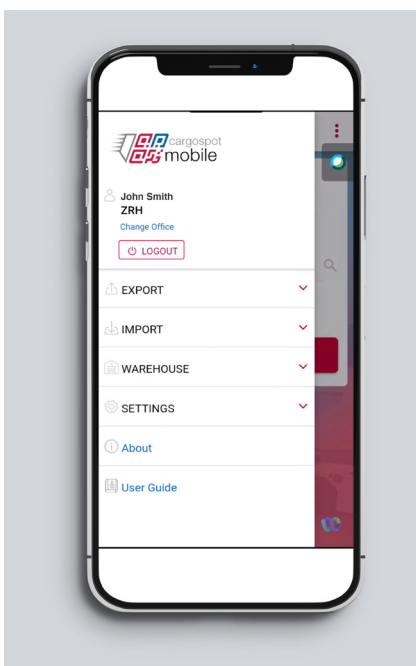 cargospot
mobile
John Smith
ZRH
Change Office
LOGOUT
EXPORT
IMPORT
WAREHOUSE
SETTINGS
About
User Guide